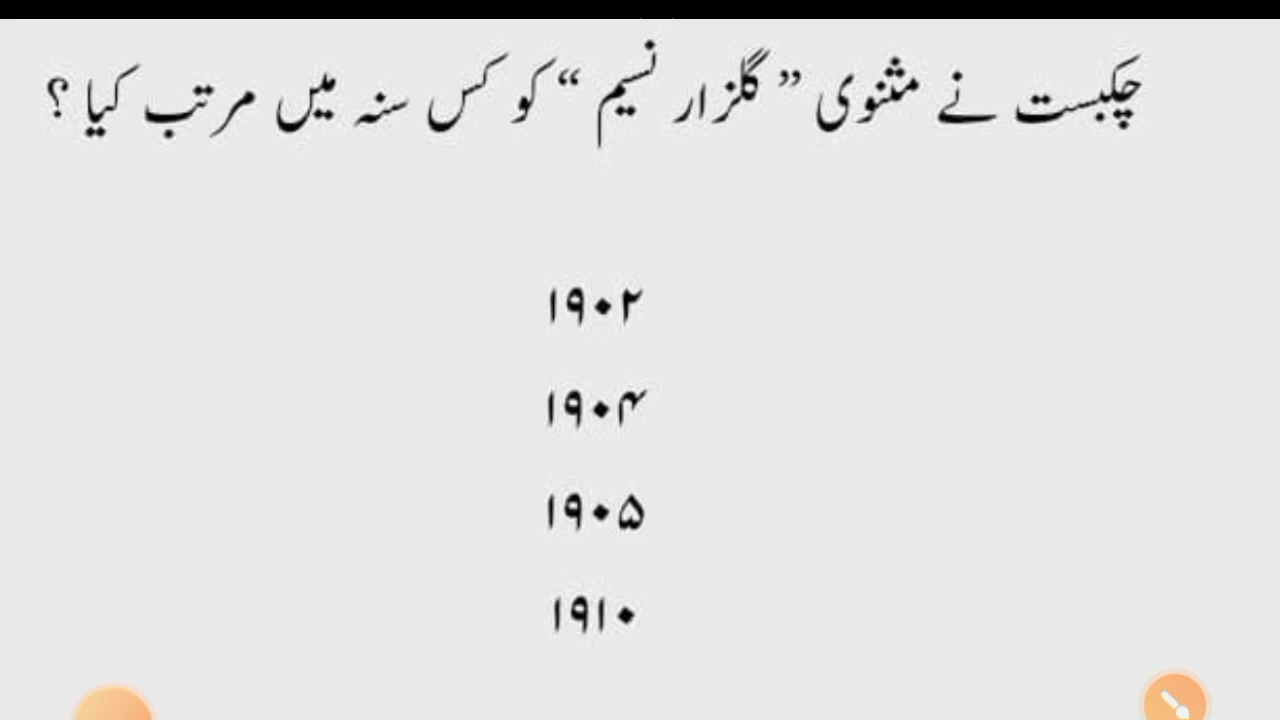 چکبست نے مثنوی ” گلزار نسیم “ کو کس سنہ میں مرتب کیا ؟
۱۹۰۲
۱۹۰۴
۱۹۰۵
۱۹۱۰